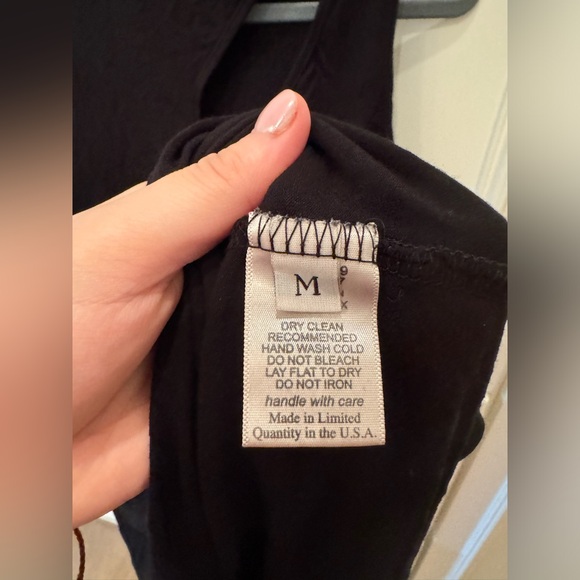 M
DRY CLEAN
RECOMMENDED
HAND WASH COLD
DO NOT BLEACH
LAY FLAT TO DRY
DO NOT IRON
handle with care
Made in Limited
Quantity in the U.S.A.